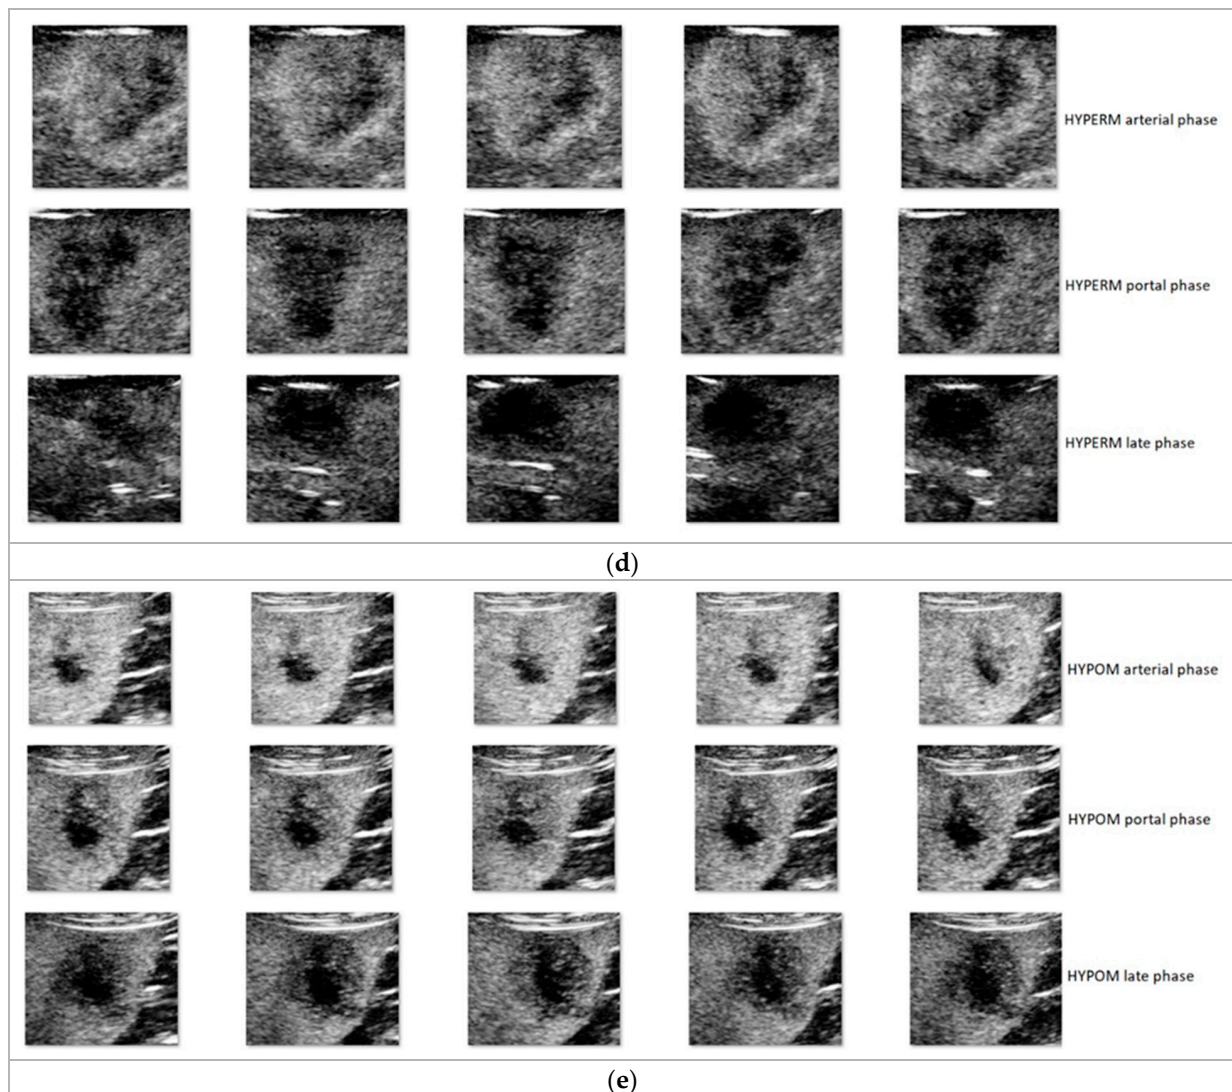 HYPERM arterial phase
HYPERM portal phase
HYPERM late phase
(d)
HYPOM arterial phase
HYPOM portal phase
HYPOM late phase
(e)